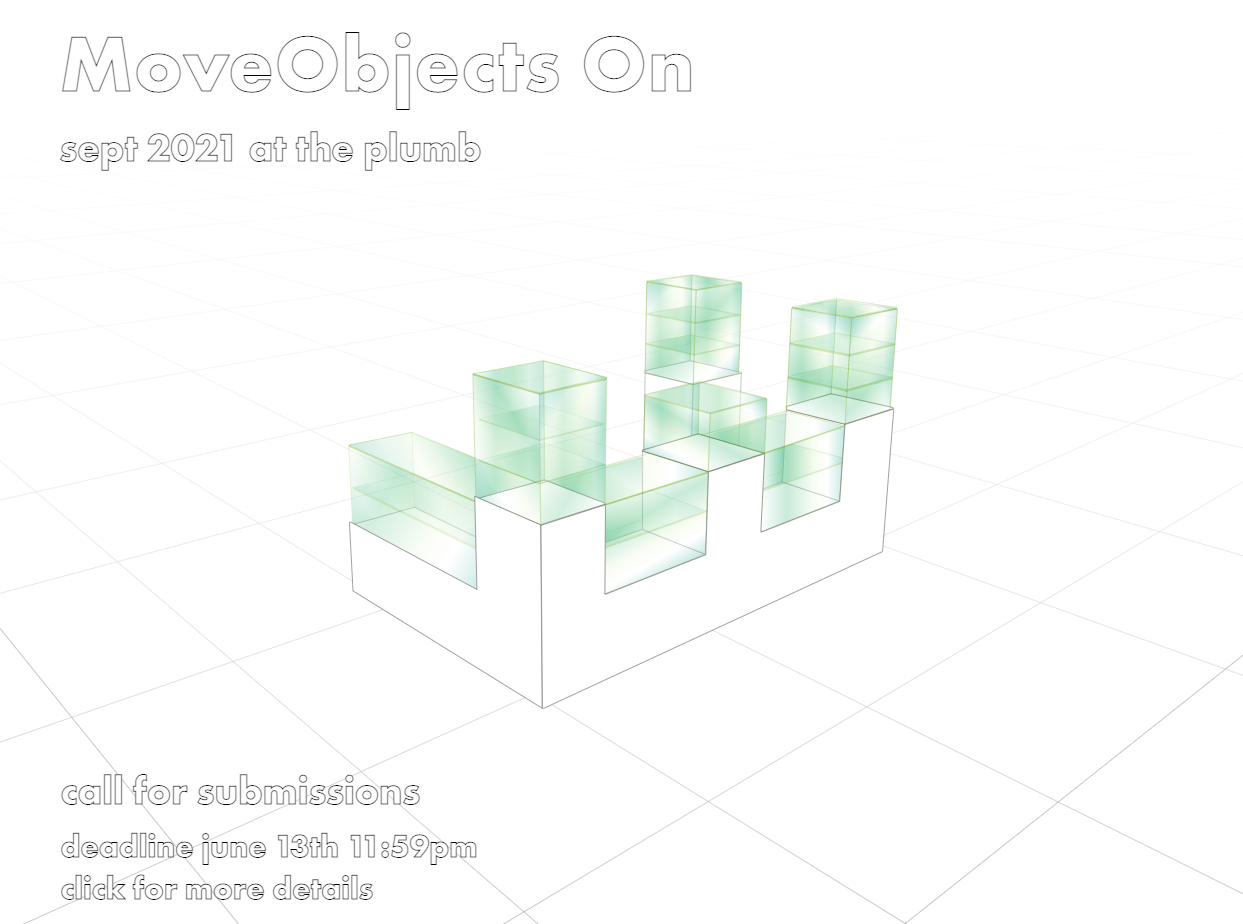 MoveObjects On
sept 2021 at the plumb
call for submissions
deadline june 13th 11:59pm
click for more details